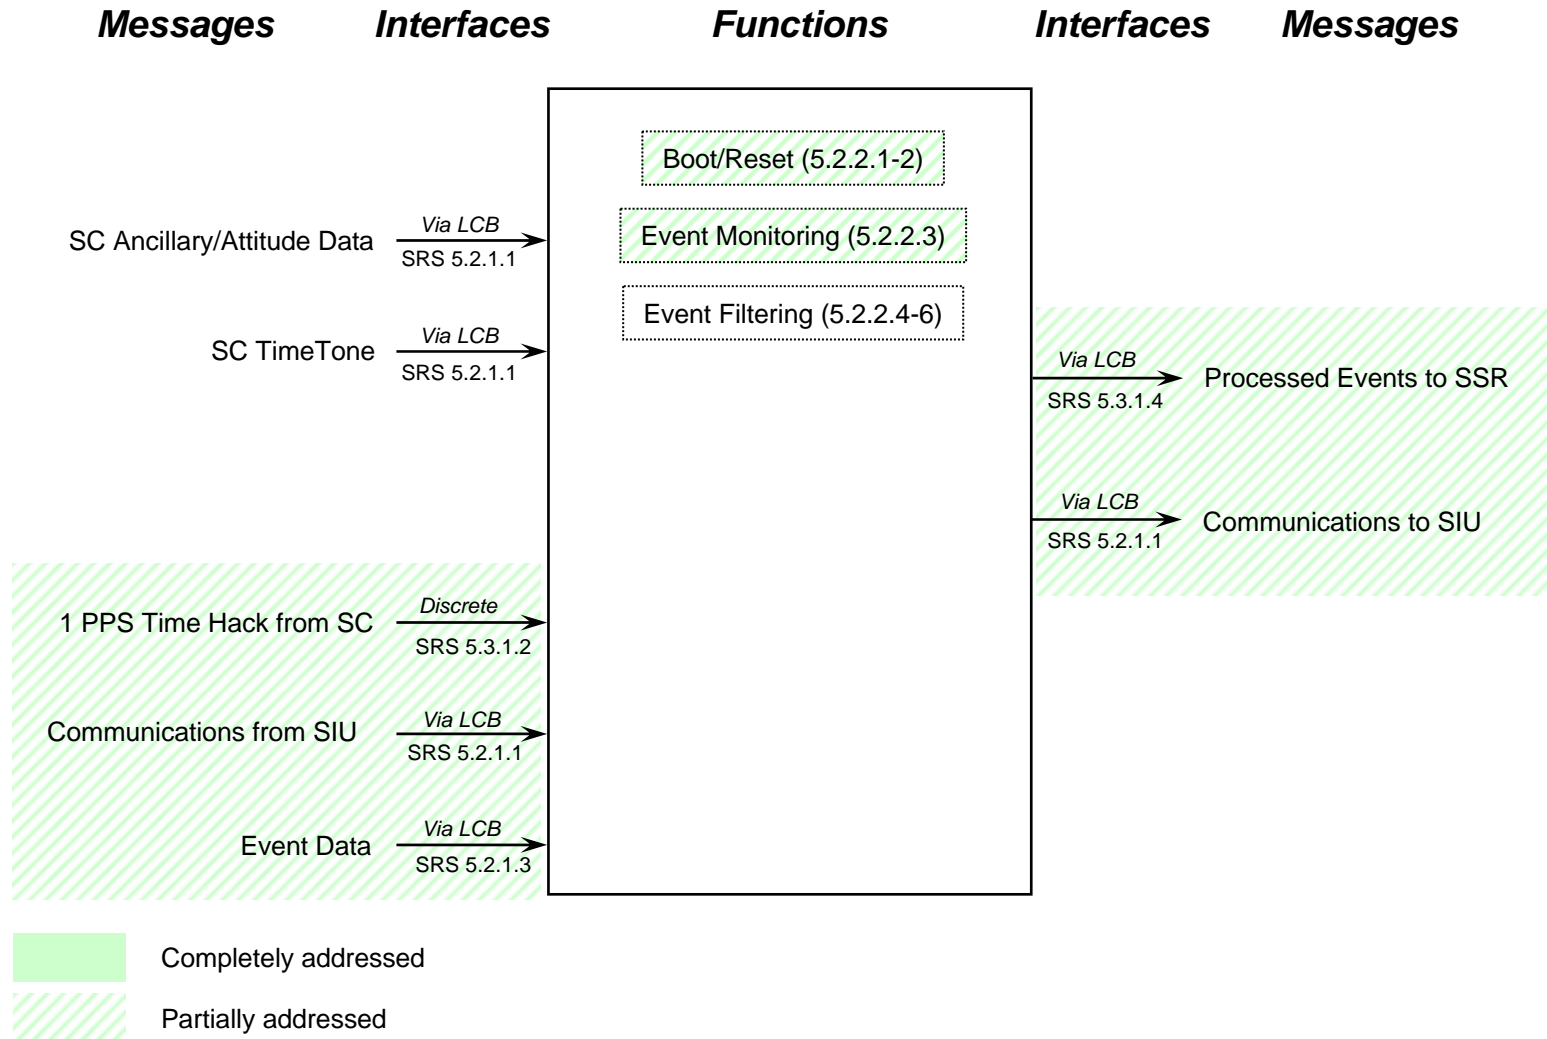 Messages Interfaces Functions Interfaces Messages
Boot/Reset (5.2.2.1-2)
Event Monitoring (5.2.2.3)
Event Filtering (5.2.2.4-6)
SC Ancillary/Attitude Data
Via LCB
SRS 5.2.1.1
SC TimeTone
Via LCB
SRS 5.2.1.1
Via LCB
SRS 5.3.1.4
Processed Events to SSR
Via LCB
SRS 5.2.1.1
Communications to SIU
1 PPS Time Hack from SC
Discrete
SRS 5.3.1.2
Communications from SIU
Via LCB
SRS 5.2.1.1
Event Data
Via LCB
SRS 5.2.1.3
Completely addressed
Partially addressed